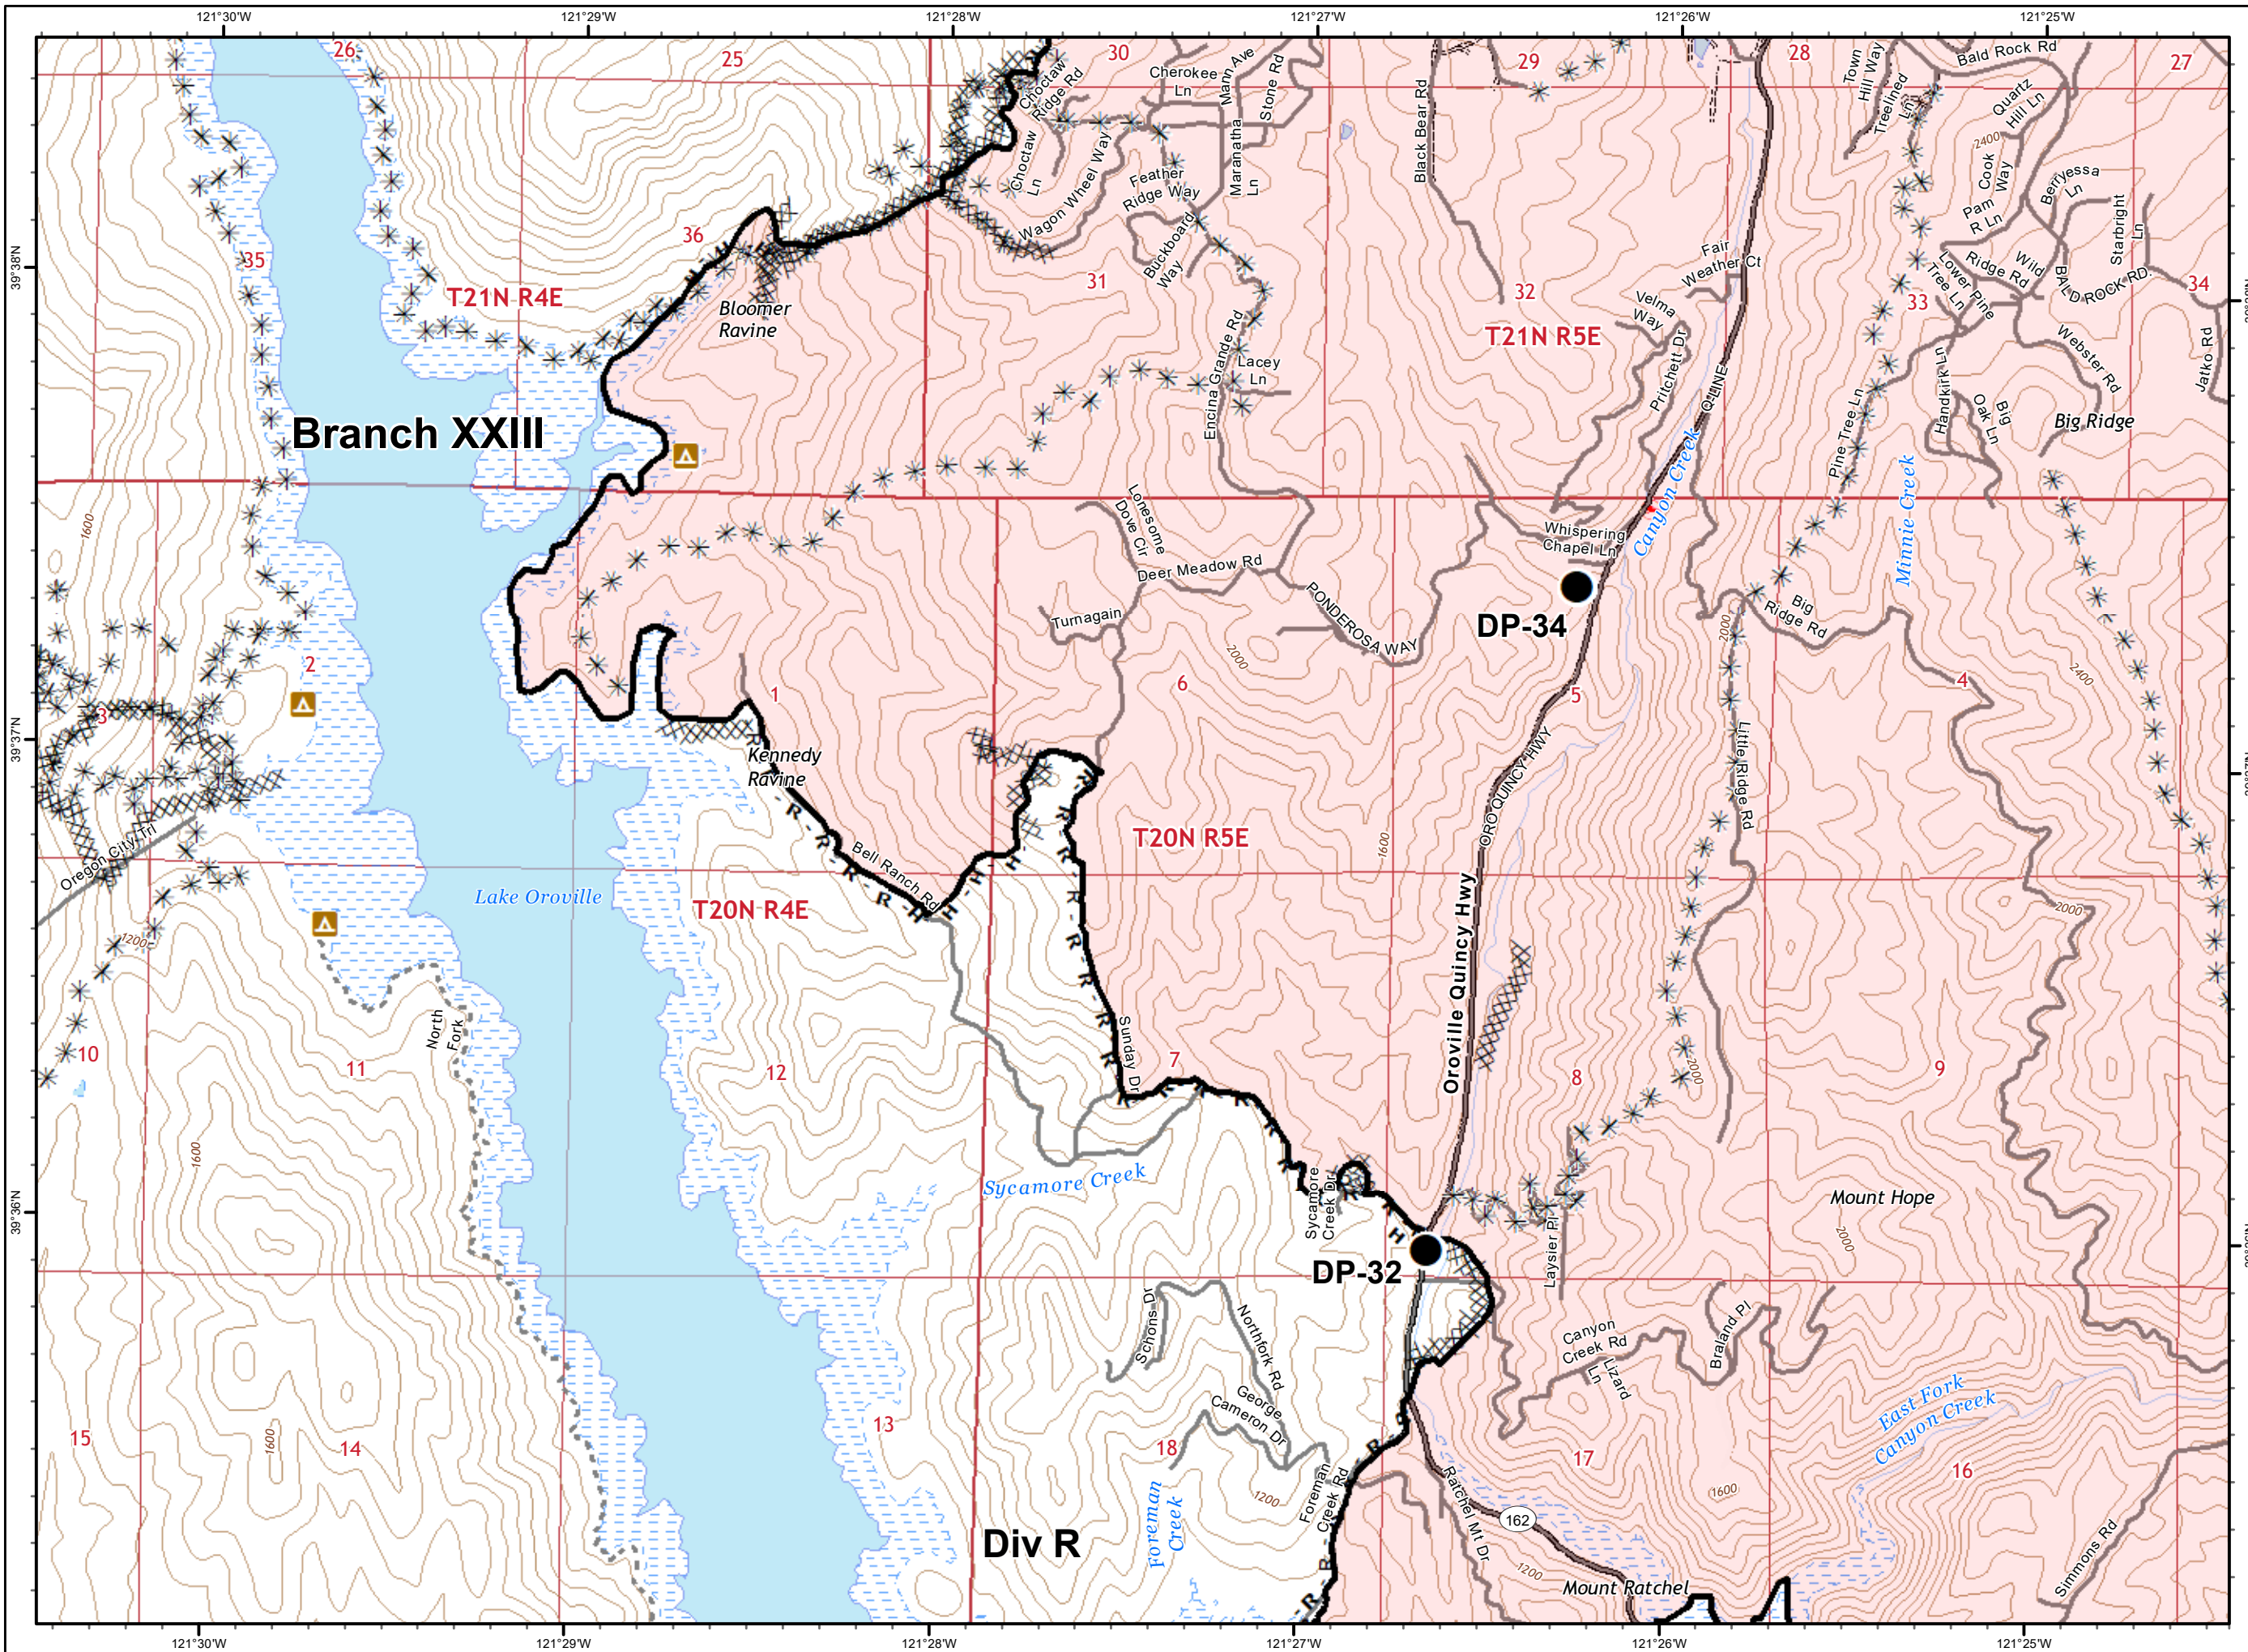 121°30'W
121°29'W
121°28'W
121°27'W
121°26'W
121°25'W
26
25
30
29
28
27
Choctaw
Ridge Rd
Cherokee
Ln
Mann Ave
Stone Rd
Black Bear Rd
Town
Hill Way
Treelined
Ln
Bald Rock Rd
Quartz
Hill Ln
2400
Choctaw
Ln
Wagon Wheel Way
Feather
Ridge Way
Maranatha
Ln
Buckboard
Way
Cook
Way
Pam
R Ln
Berryessa
Ln
Starbright
Ln
39°38'N
35
36
31
32
33
34
T21N R4E
Bloomer
Ravine
Fair
Weather Ct
Velma
Way
T21N R5E
Lower Pine
Tree Ln
Wild
Ridge Rd
BALD ROCK RD.
Webster Rd
Jatko Rd
Encina Grande Rd
Lacey
Ln
Pritchett Dr
Q-LINE
Pine Tree Ln
Handkirk Ln
Big
Oak Ln
Big Ridge
Branch XXIII
1600
Lonesome
Dove Cir
Deer Meadow Rd
Whispering
Chapel Ln
Canyon Creek
Minnie Creek
Turnagain
PONDEROSA WAY
DP-34
Big
Ridge Rd
2000
2000
2400
2
3
1
6
5
4
39°37'N
Kennedy
Ravine
OROQUINCY HWY
Little Ridge Rd
Oregon City Trl
Bell Ranch Rd
T20N R5E
1600
Lake Oroville
T20N R4E
Oroville Quincy Hwy
2000
1200
North
Fork
10
11
12
Sunday Dr
7
8
9
2000
1600
Sycamore Creek
Sycamore
Creek Dr
Mount Hope
2000
39°36'N
DP-32
Laysier Pl
Schons Dr
Northfork Rd
George
Cameron Dr
Canyon
Creek Rd
Lizard
Ln
Braland Pl
East Fork
Canyon Creek
15
1600
14
13
18
17
16
Foreman
Creek
1200
Foreman
Creek Rd
Ratchel Mt Dr
162
1600
1200
Div R
Mount Ratchel
Simmons Rd
121°30'W
121°29'W
121°28'W
121°27'W
121°26'W
121°25'W